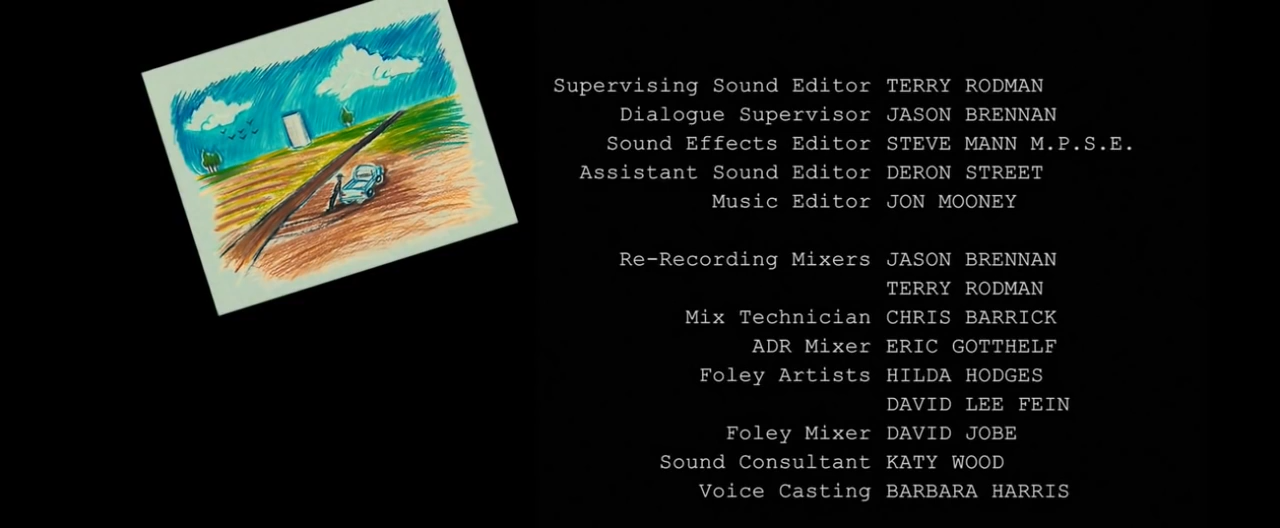 Supervising Sound Editor TERRY RODMAN
Dialogue Supervisor JASON BRENNAN
Sound Effects Editor STEVE MANN M.P.S.E.
Assistant Sound Editor DERON STREET
Music Editor JON MOONEY
Re-Recording Mixers JASON BRENNAN
TERRY RODMAN
Mix Technician CHRIS BARRICK
ADR Mixer ERIC GOTTHELF
Foley Artists HILDA HODGES
DAVID LEE FEIN
Foley Mixer DAVID JOBE
Sound Consultant KATY WOOD
Voice Casting BARBARA HARRIS